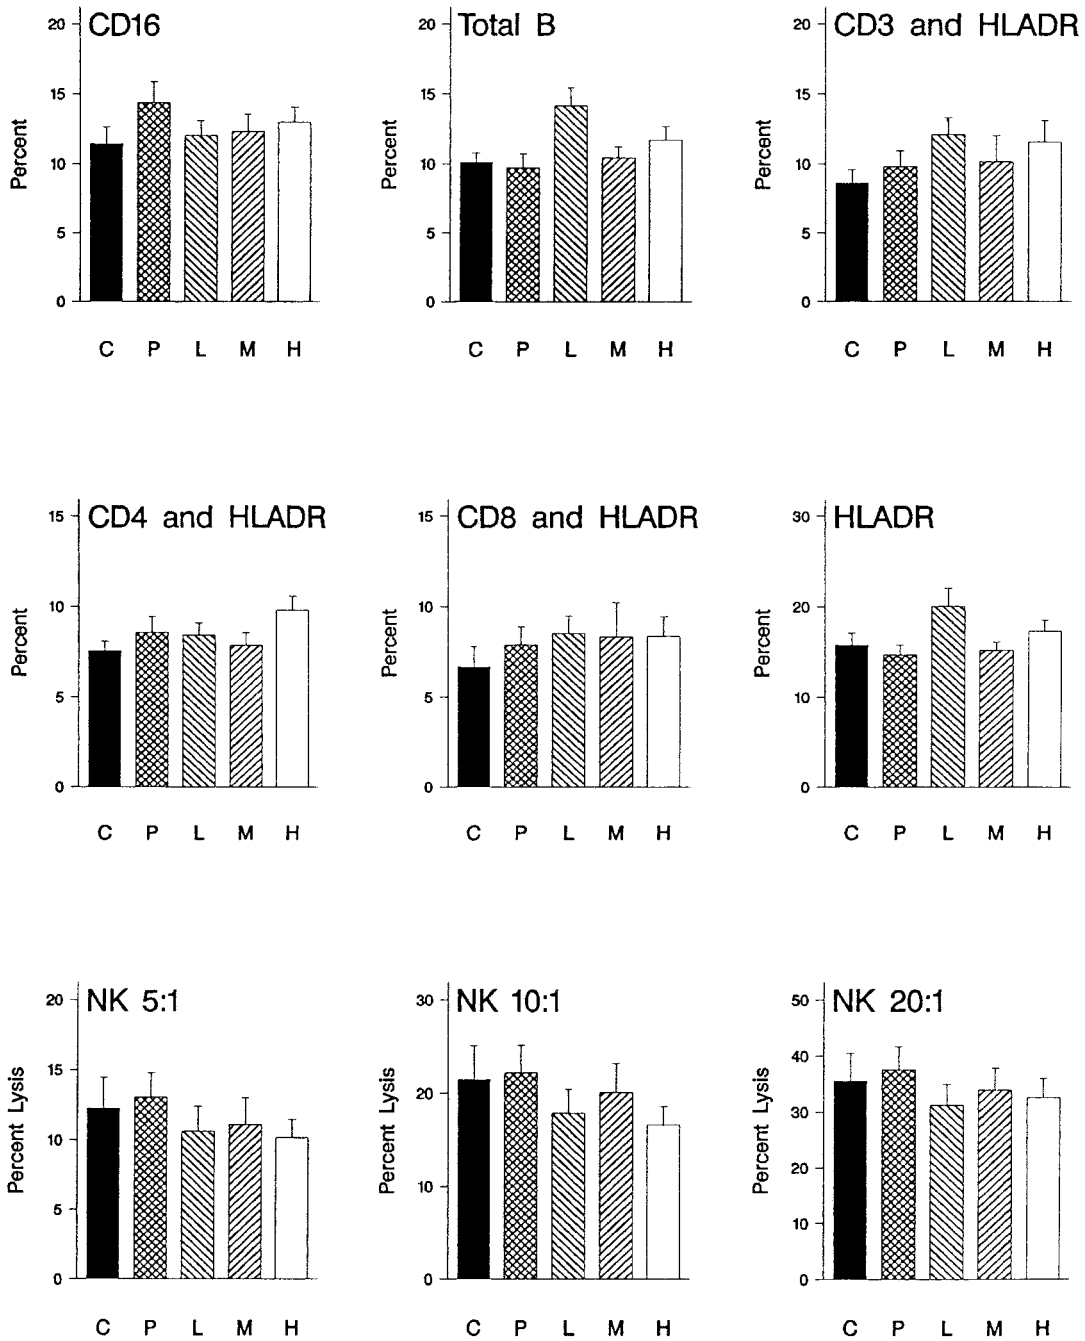 CD16
Total B
CD3 and HLADR
20
15
10
5
0
Percent
C P L M H
20
15
10
5
0
Percent
C P L M H
20
15
10
5
0
Percent
C P L M H
CD4 and HLADR
CD8 and HLADR
HLADR
15
10
5
0
Percent
C P L M H
15
10
5
0
Percent
C P L M H
30
20
10
0
Percent
C P L M H
NK 5:1
NK 10:1
NK 20:1
20
15
10
5
0
Percent Lysis
C P L M H
30
20
10
0
Percent Lysis
C P L M H
50
40
30
20
10
0
Percent Lysis
C P L M H